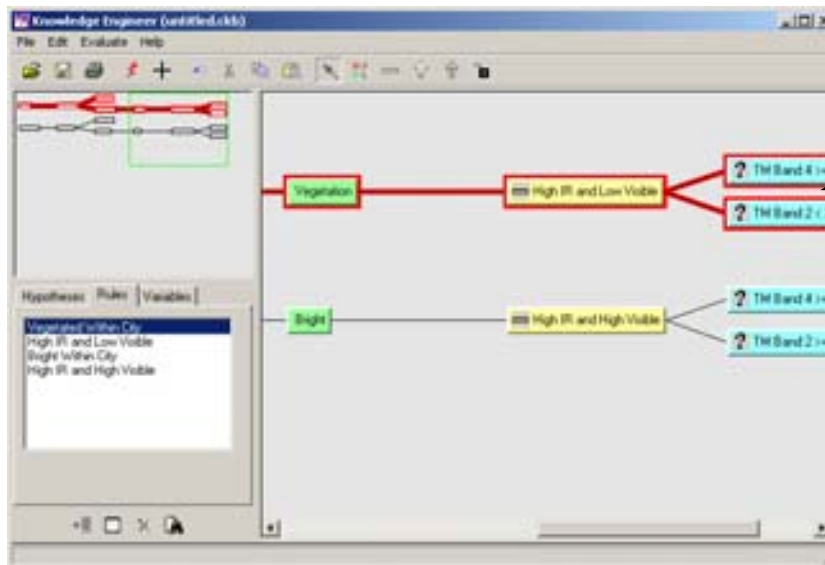 Knowledge Engineer (untitled.ckb)
File Edit Evaluate Help
Vegetation
High IR and Low Visible
TM Band 4 >=
TM Band 2 <
Hypotheses Rules Variables
Vegetated Within City
High IR and Low Visible
Bright Within City
High IR and High Visible
Bright
High IR and High Visible
TM Band 4 >=
TM Band 2 >=